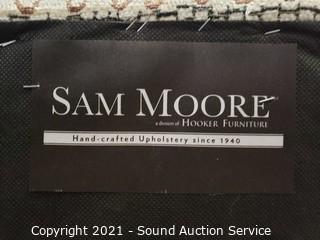 SAM MOORE
a division of HOOKER FURNITURE
Hand-crafted Upholstery since 1940
Copyright 2021 - Sound Auction Service